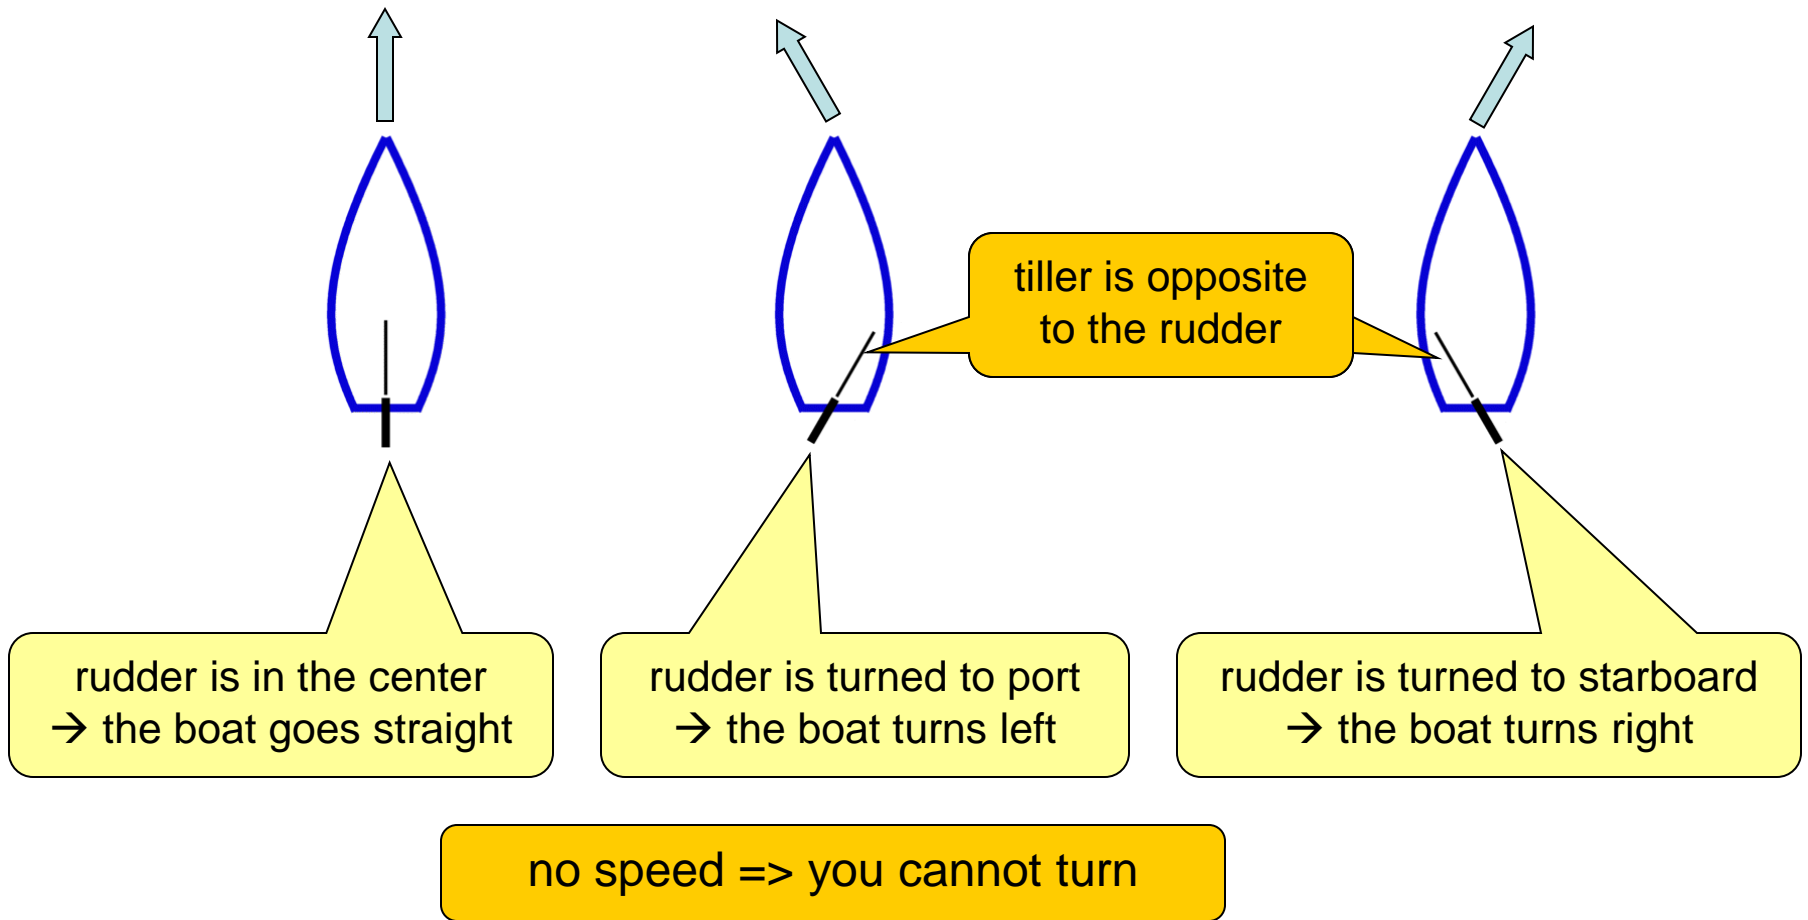 tiller is opposite
to the rudder
rudder is in the center
→ the boat goes straight
rudder is turned to port
→ the boat turns left
rudder is turned to starboard
→ the boat turns right
no speed => you cannot turn